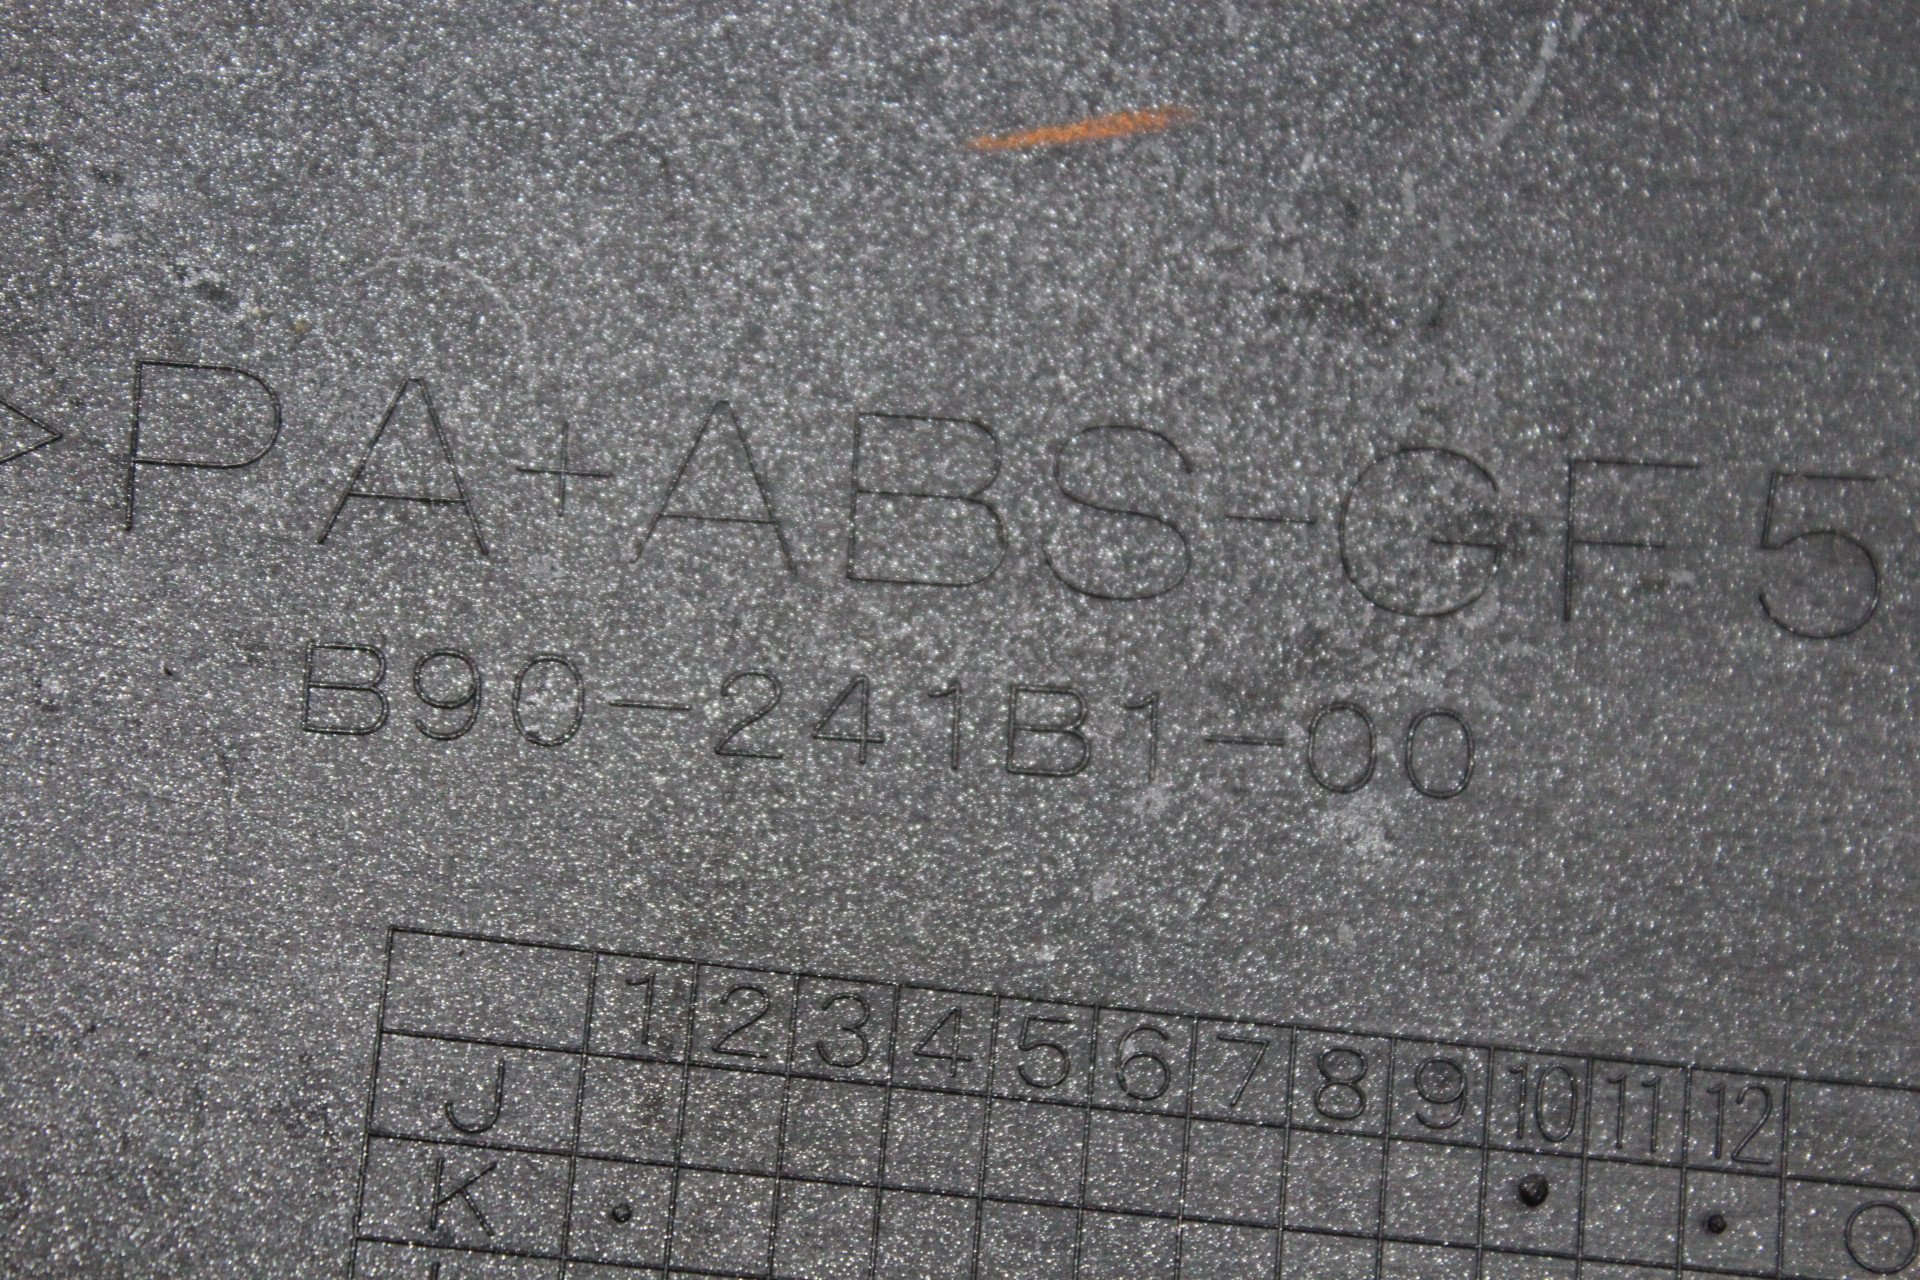 >PA+ABS-GF5
B90-241B1-00
1 2 3 4 5 6 7 8 9 10 11 12
J
K O